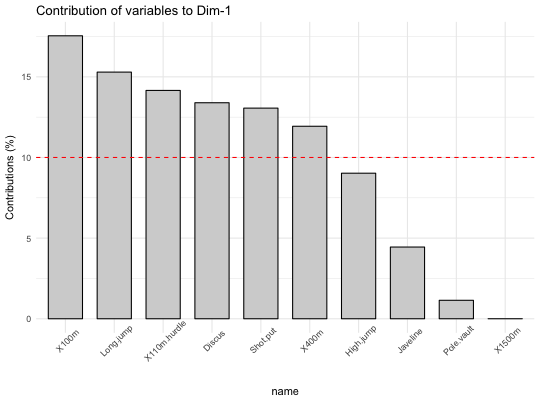 Contribution of variables to Dim-1
Contributions (%)
15
10
5
0
X100m
Long.jump
X110m.hurdle
Discus
Shot.put
X400m
High.jump
Javeline
Pole.vault
X1500m
name